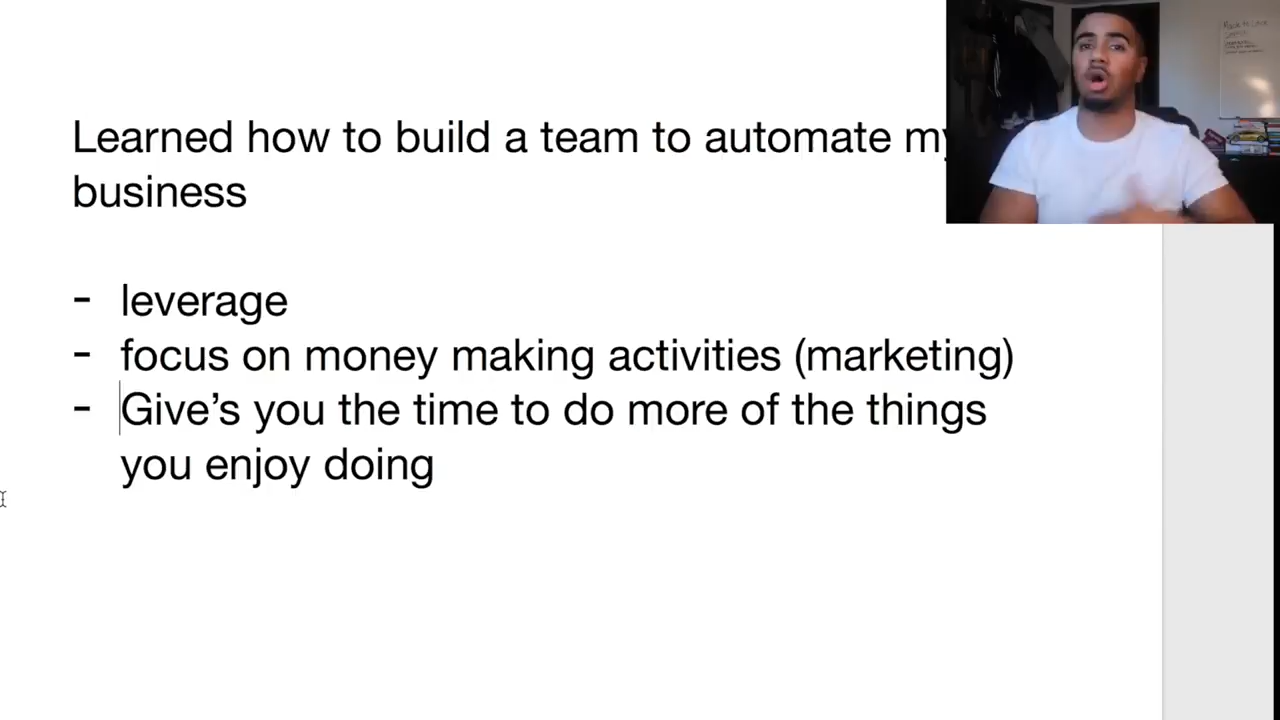 Learned how to build a team to automate my
business
- leverage
- focus on money making activities (marketing)
- Give’s you the time to do more of the things
you enjoy doing